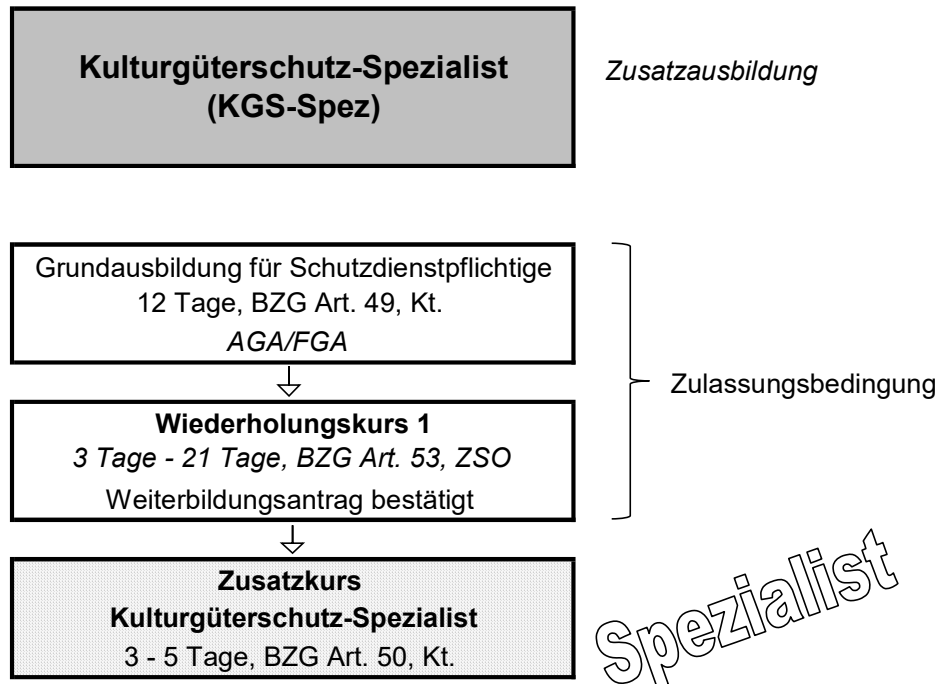 Kulturgüterschutz-Spezialist
(KGS-Spez)
Zusatzausbildung
Grundausbildung für Schutzdienstpflichtige
12 Tage, BZG Art. 49, Kt.
AGA/FGA
Zulassungsbedingung
Wiederholungskurs 1
3 Tage - 21 Tage, BZG Art. 53, ZSO
Weiterbildungsantrag bestätigt
Zusatzkurs
Kulturgüterschutz-Spezialist
3 - 5 Tage, BZG Art. 50, Kt.
Spezialist